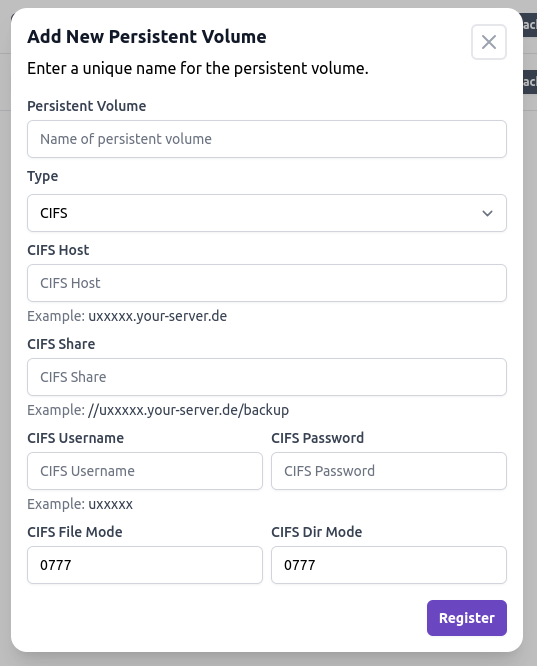 Add New Persistent Volume
Enter a unique name for the persistent volume.
Persistent Volume
Name of persistent volume
Type
CIFS
CIFS Host
CIFS Host
Example: uxxxxx.your-server.de
CIFS Share
CIFS Share
Example: //uxxxxx.your-server.de/backup
CIFS Username CIFS Password
CIFS Username CIFS Password
Example: uxxxxx
CIFS File Mode CIFS Dir Mode
0777 0777
Register